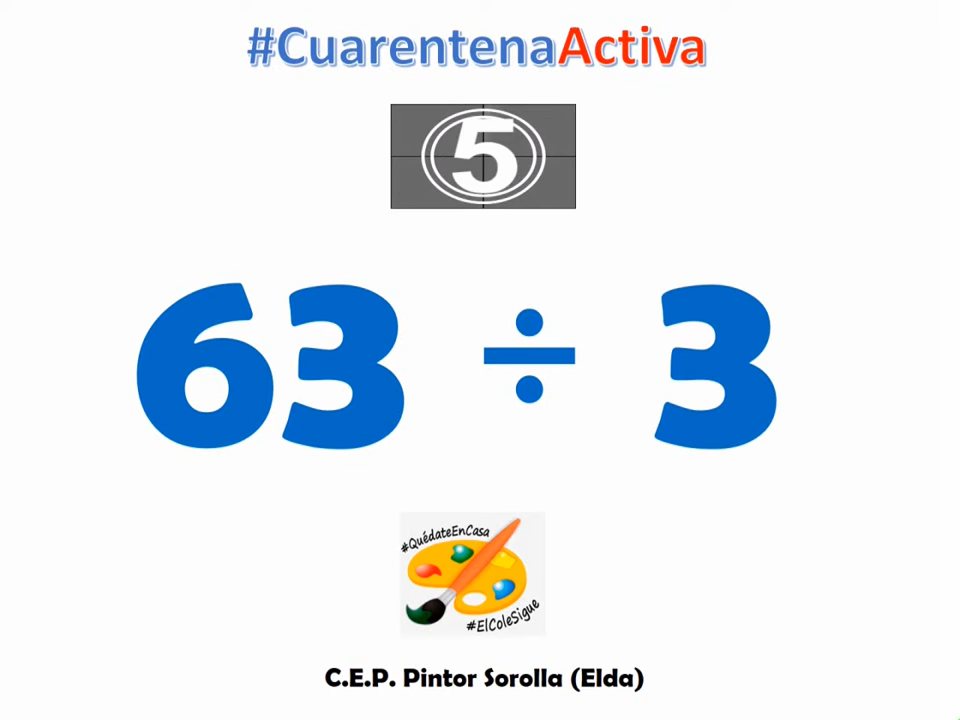 #CuarentenaActiva
5
63 ÷ 3
#QuédateEnCasa
#ElColeSigue
C.E.P. Pintor Sorolla (Elda)